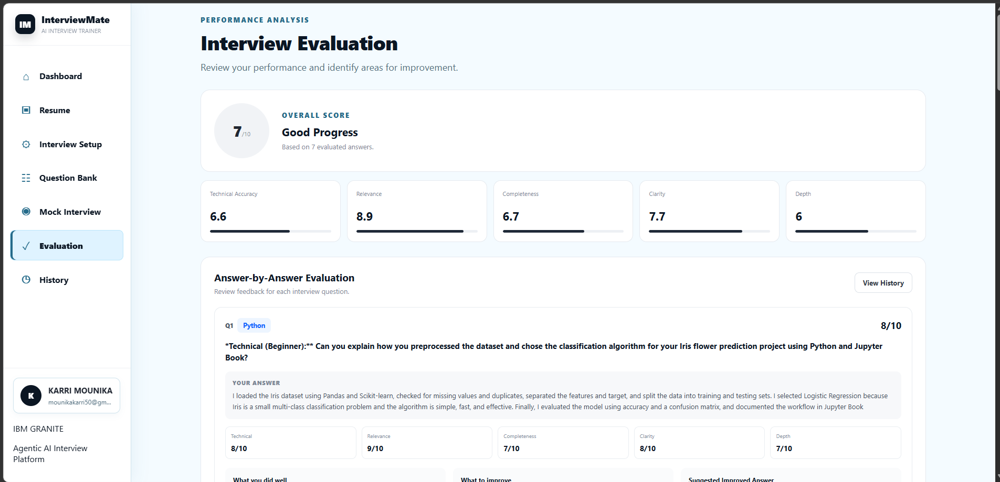 IM
InterviewMate
AI INTERVIEW TRAINER
Dashboard
Resume
Interview Setup
Question Bank
Mock Interview
Evaluation
History
K
KARRI MOUNIKA
mounikakarri50@gm...
IBM GRANITE
Agentic AI Interview
Platform
PERFORMANCE ANALYSIS
Interview Evaluation
Review your performance and identify areas for improvement.
7/10
OVERALL SCORE
Good Progress
Based on 7 evaluated answers.
Technical Accuracy
6.6
Relevance
8.9
Completeness
6.7
Clarity
7.7
Depth
6
Answer-by-Answer Evaluation
Review feedback for each interview question.
View History
Q1 Python
8/10
*Technical (Beginner):** Can you explain how you preprocessed the dataset and chose the classification algorithm for your Iris flower prediction project using Python and Jupyter
Book?
YOUR ANSWER
I loaded the Iris dataset using Pandas and Scikit-learn, checked for missing values and duplicates, separated the features and target, and split the data into training and testing sets. I selected Logistic Regression because
Iris is a small multi-class classification problem and the algorithm is simple, fast, and effective. Finally, I evaluated the model using accuracy and a confusion matrix, and documented the workflow in Jupyter Book
Technical
8/10
Relevance
9/10
Completeness
7/10
Clarity
8/10
Depth
7/10
What you did well
What to improve
Suggested Improved Answer